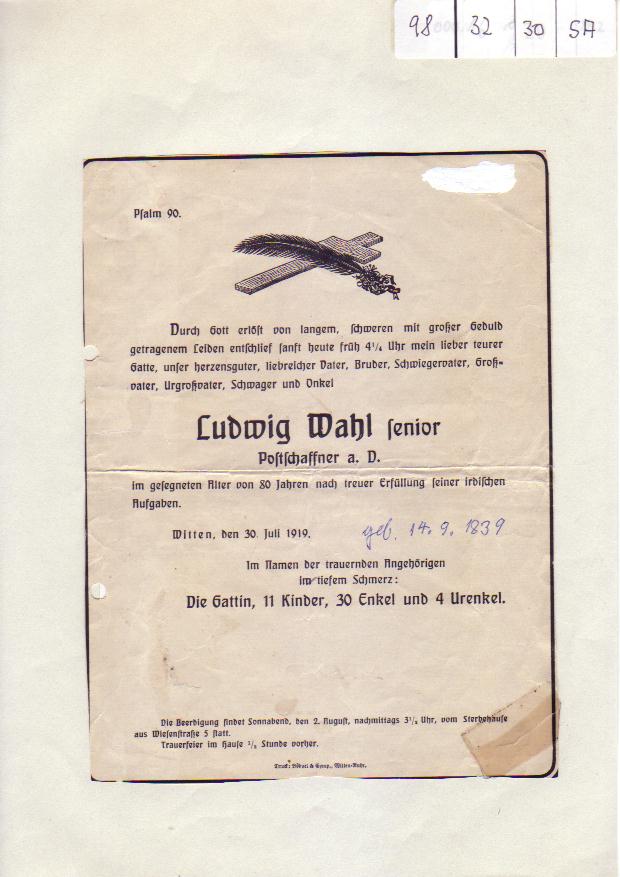 98 32 30 SA
Psalm 90.
Durch Gott erlöst von langem, schweren mit großer Geduld
getragenem Leiden entschlief sanft heute früh 4¼ Uhr mein lieber teurer
Gatte, unser herzensguter, liebreicher Vater, Bruder, Schwiegervater, Groß-
vater, Urgroßvater, Schwager und Onkel
Ludwig Wahl senior
Postschaffner a. D.
im gesegneten Alter von 80 Jahren nach treuer Erfüllung seiner irdischen
Aufgaben.
Witten, den 30. Juli 1919. geb. 14. 9. 1839
Im Namen der trauernden Angehörigen
im tiefem Schmerz:
Die Gattin, 11 Kinder, 30 Enkel und 4 Urenkel.
Die Beerdigung findet Sonnabend, den 2. August, nachmittags 3½ Uhr, vom Sterbehause
aus Wiesenstraße 5 statt.
Trauerfeier im Hause ½ Stunde vorher.
Druck: & Comp., Witten-Ruhr.